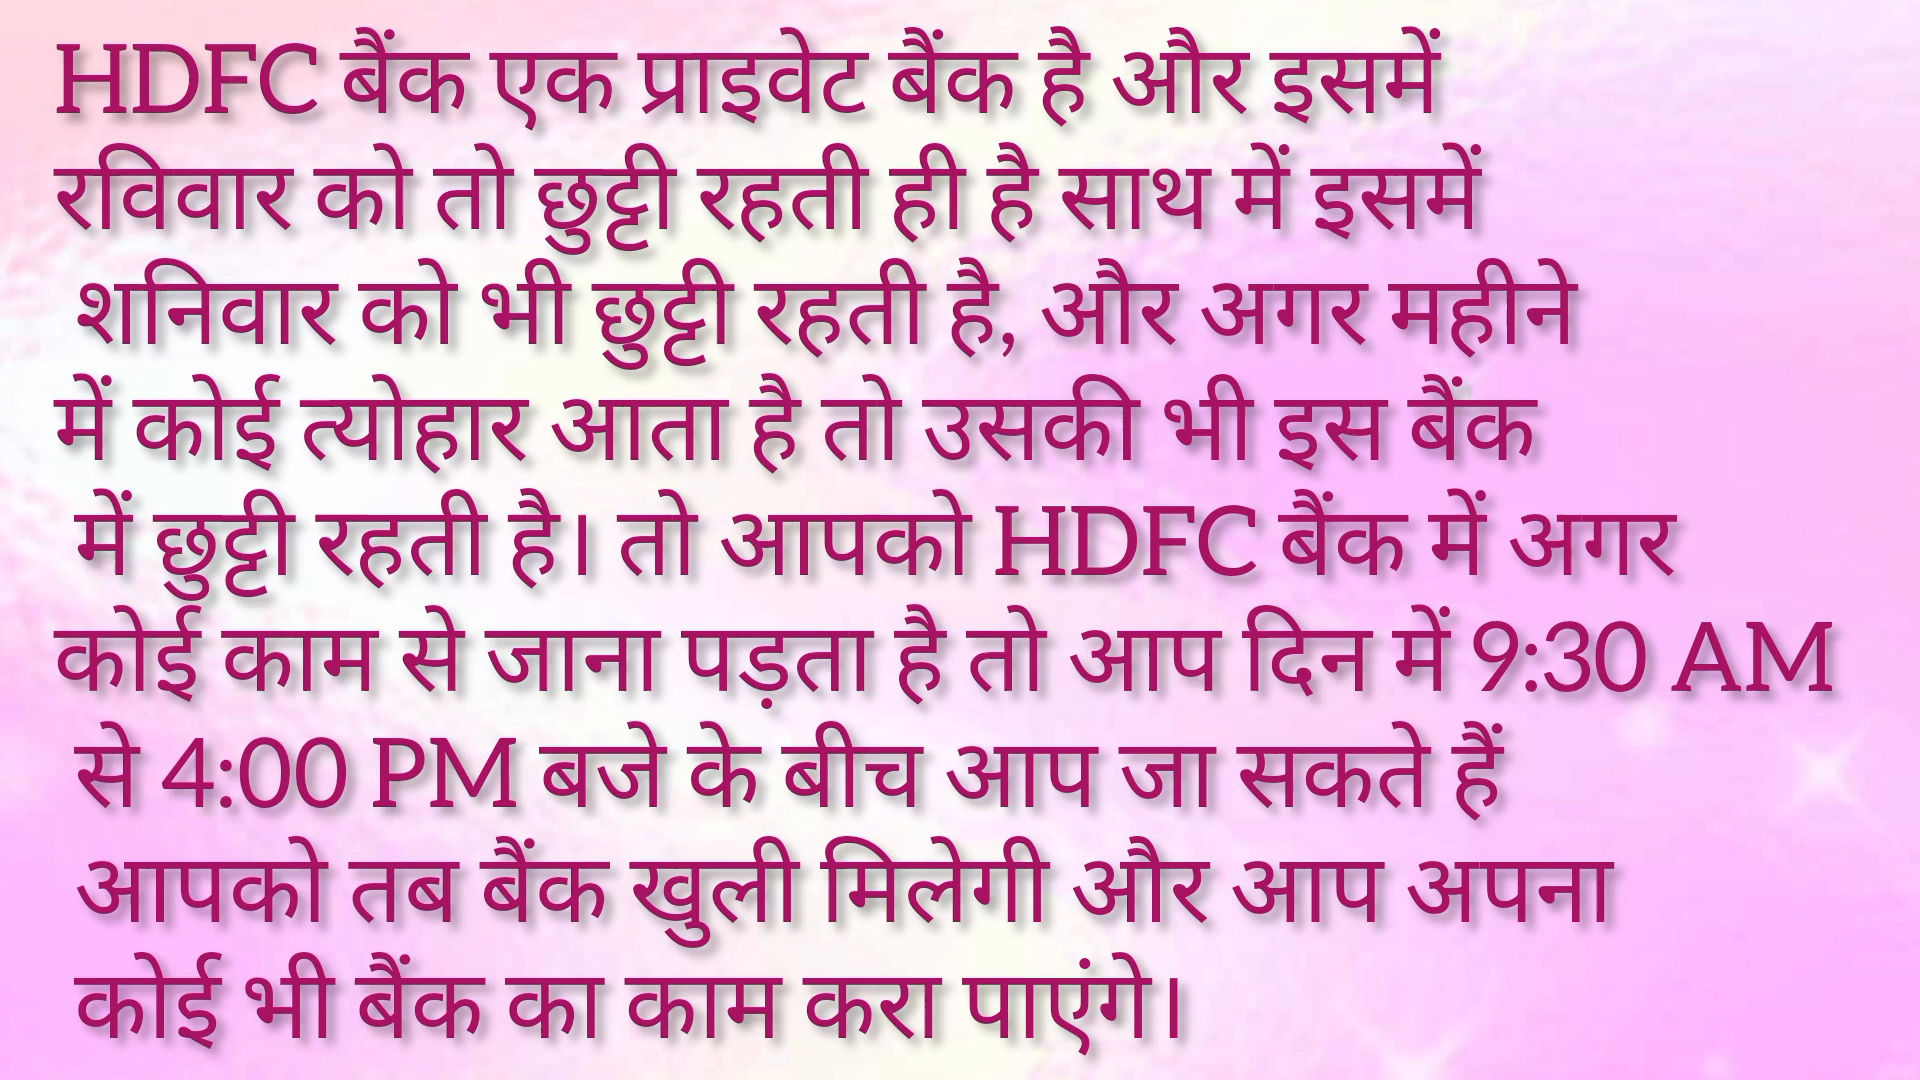 HDFC बैंक एक प्राइवेट बैंक है और इसमें
रविवार को तो छुट्टी रहती ही है साथ में इसमें
शनिवार को भी छुट्टी रहती है, और अगर महीने
में कोई त्योहार आता है तो उसकी भी इस बैंक
में छुट्टी रहती है। तो आपको HDFC बैंक में अगर
कोई काम से जाना पड़ता है तो आप दिन में 9:30 AM
से 4:00 PM बजे के बीच आप जा सकते हैं
आपको तब बैंक खुली मिलेगी और आप अपना
कोई भी बैंक का काम करा पाएंगे।